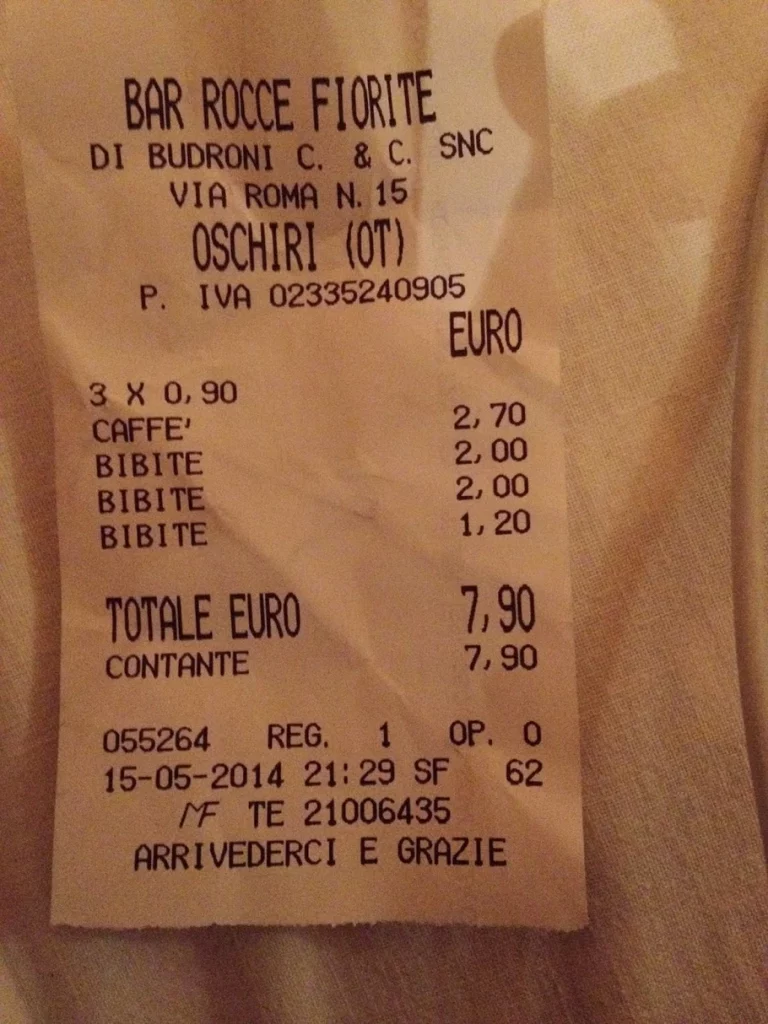 BAR ROCCE FIORITE
DI BUDRONI C. & C. SNC
VIA ROMA N. 15
OSCHIRI (OT)
P. IVA 02335240905
EURO
3 X 0,90
CAFFE' 2,70
BIBITE 2,00
BIBITE 2,00
BIBITE 1,20
TOTALE EURO 7,90
CONTANTE 7,90
055264 REG. 1 OP. 0
15-05-2014 21:29 SF 62
MF TE 21006435
ARRIVEDERCI E GRAZIE